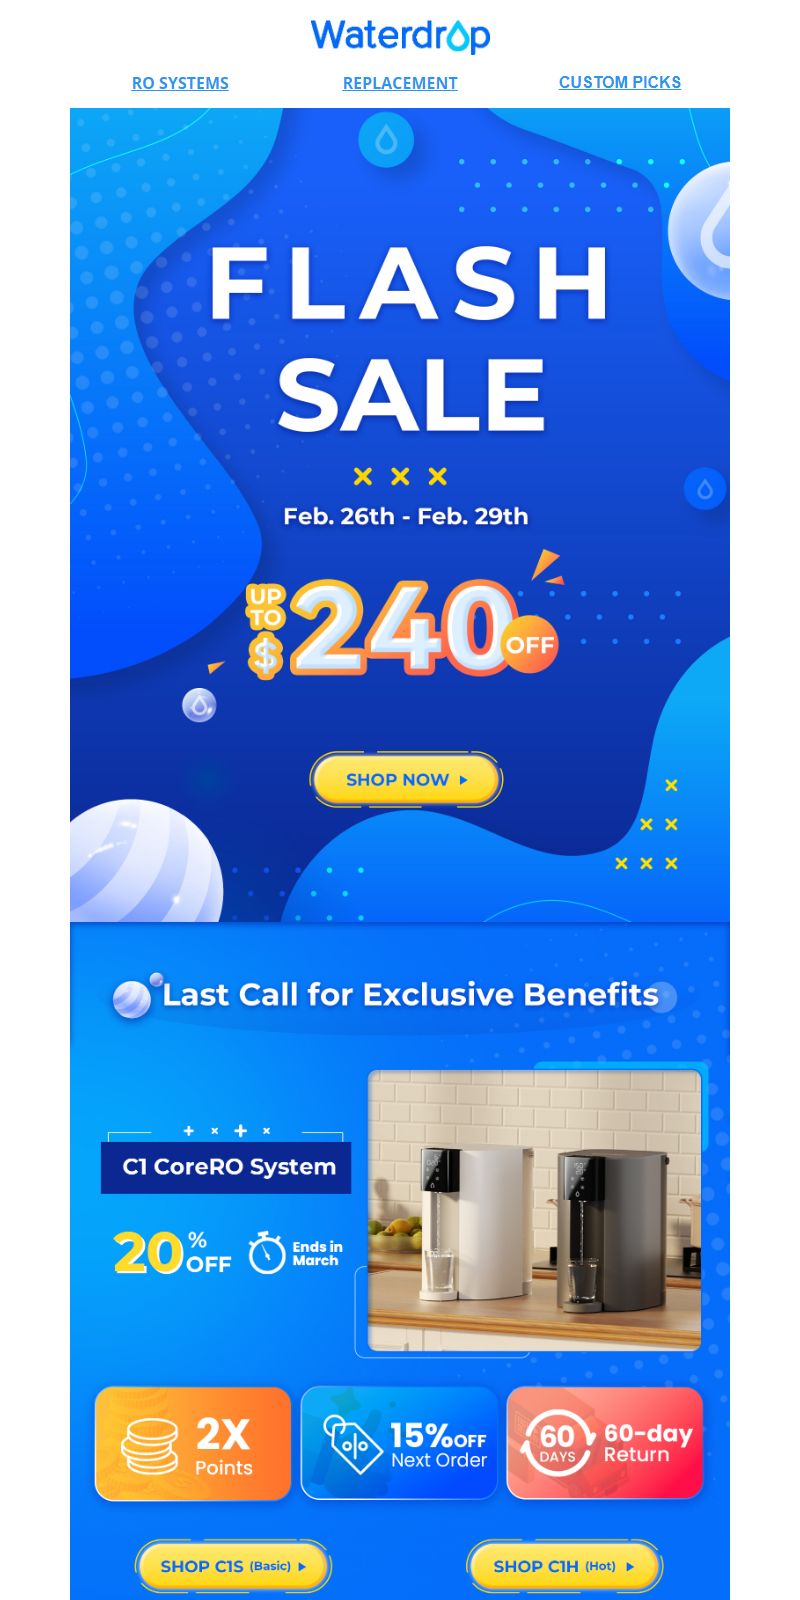 Waterdrop
RO SYSTEMS
REPLACEMENT
CUSTOM PICKS
FLASH
SALE
Feb. 26th - Feb. 29th
UP
TO
$240
OFF
SHOP NOW
Last Call for Exclusive Benefits
C1 CoreRO System
20% OFF
Ends in
March
2X
Points
15% OFF
Next Order
60
DAYS
60-day
Return
SHOP C1S (Basic)
SHOP C1H (Hot)